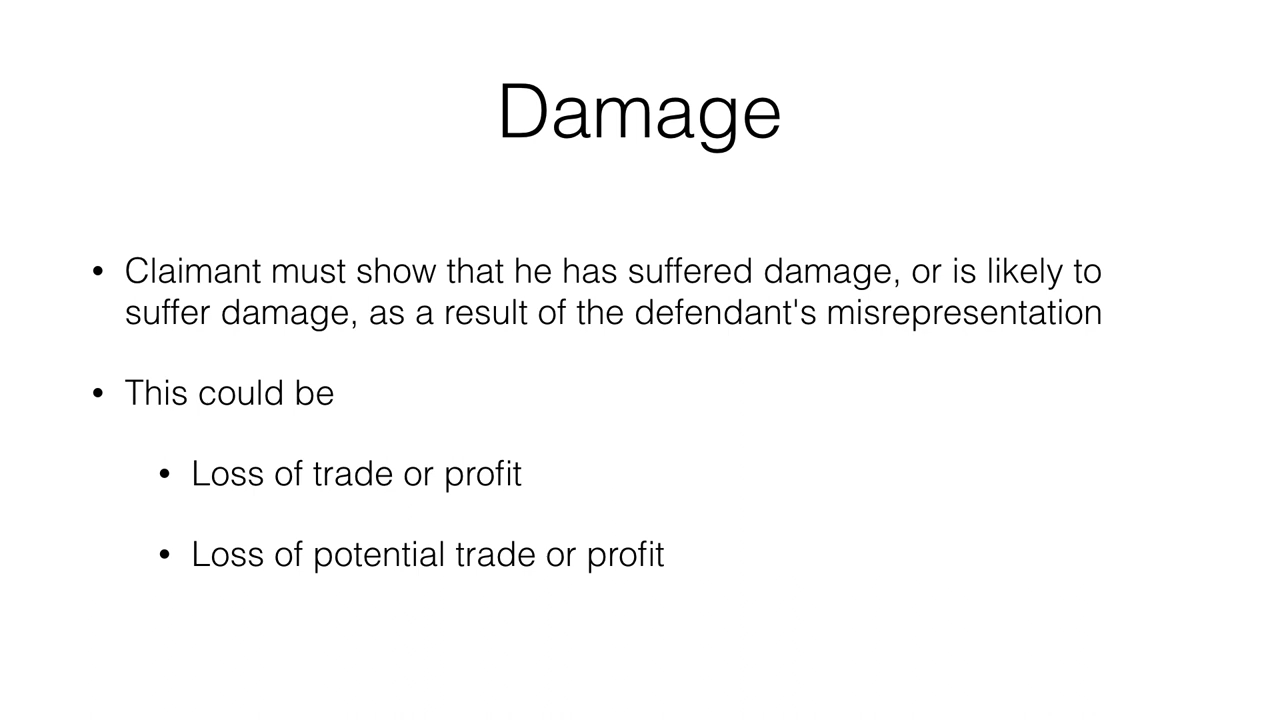 Damage
• Claimant must show that he has suffered damage, or is likely to
suffer damage, as a result of the defendant's misrepresentation
• This could be
• Loss of trade or profit
• Loss of potential trade or profit